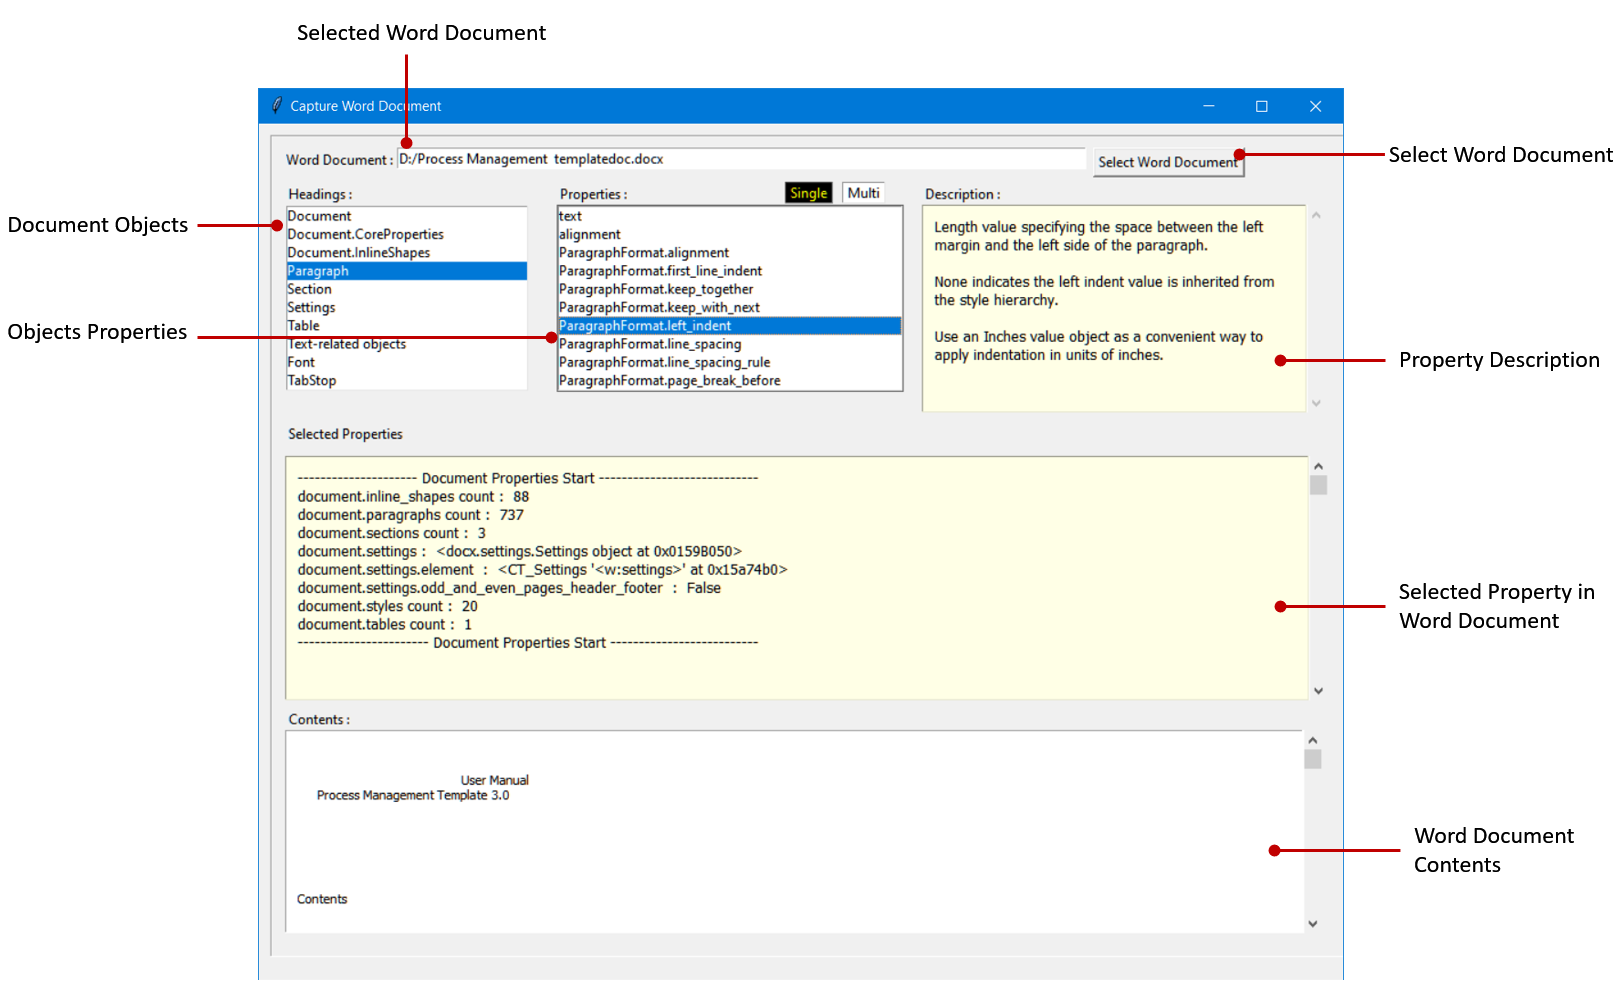 Selected Word Document
Capture Word Document
Word Document : D:/Process Management  templatedoc.docx
Select Word Document
Select Word Document
Headings :
Properties :
Single
Multi
Description :
Document Objects
Document
Document.CoreProperties
Document.InlineShapes
Paragraph
Section
Settings
Table
Text-related objects
Font
TabStop
Objects Properties
text
alignment
ParagraphFormat.alignment
ParagraphFormat.first_line_indent
ParagraphFormat.keep_together
ParagraphFormat.keep_with_next
ParagraphFormat.left_indent
ParagraphFormat.line_spacing
ParagraphFormat.line_spacing_rule
ParagraphFormat.page_break_before
Length value specifying the space between the left
margin and the left side of the paragraph.
None indicates the left indent value is inherited from
the style hierarchy.
Use an Inches value object as a convenient way to
apply indentation in units of inches.
Property Description
Selected Properties
--------------------- Document Properties Start ----------------------------
document.inline_shapes count :  88
document.paragraphs count :  737
document.sections count :  3
document.settings :  <docx.settings.Settings object at 0x0159B050>
document.settings.element  :  <CT_Settings '<w:settings>' at 0x15a74b0>
document.settings.odd_and_even_pages_header_footer  :  False
document.styles count :  20
document.tables count :  1
----------------------- Document Properties Start --------------------------
Selected Property in
Word Document
Contents :
User Manual
Process Management Template 3.0
Contents
Word Document
Contents